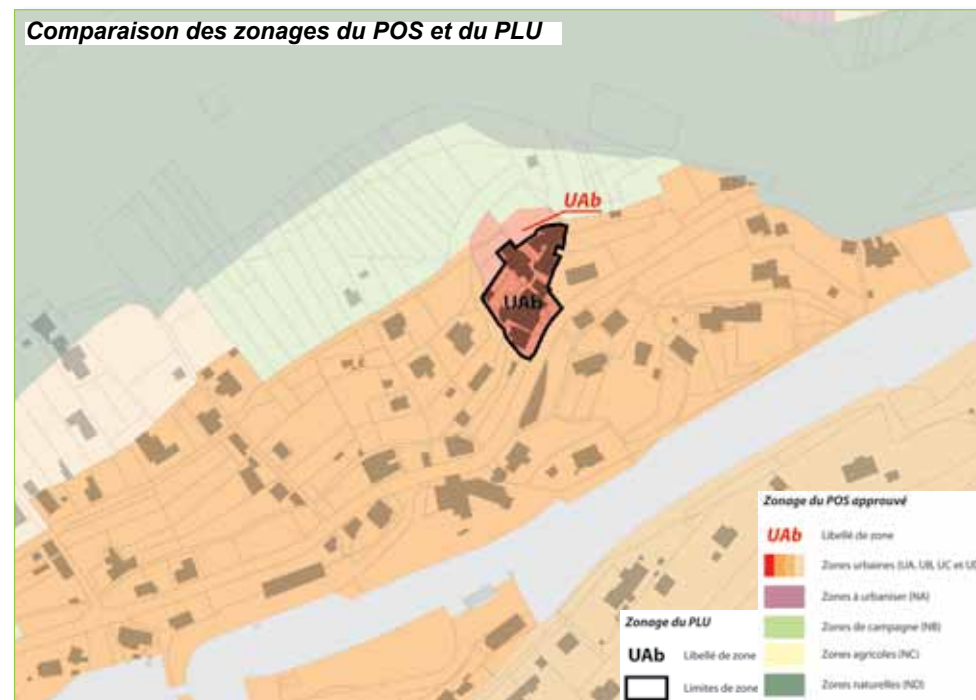 Comparaison des zonages du POS et du PLU
UAb
UAb
Zonage du POS approuvé
UAb Libellé de zone
Zones urbaines (UA, UB, UC et UD
Zones à urbaniser (NA)
Zones de campagne (NB)
Zones agricoles (NC)
Zones naturelles (ND)
Zonage du PLU
UAb Libellé de zone
Limites de zone